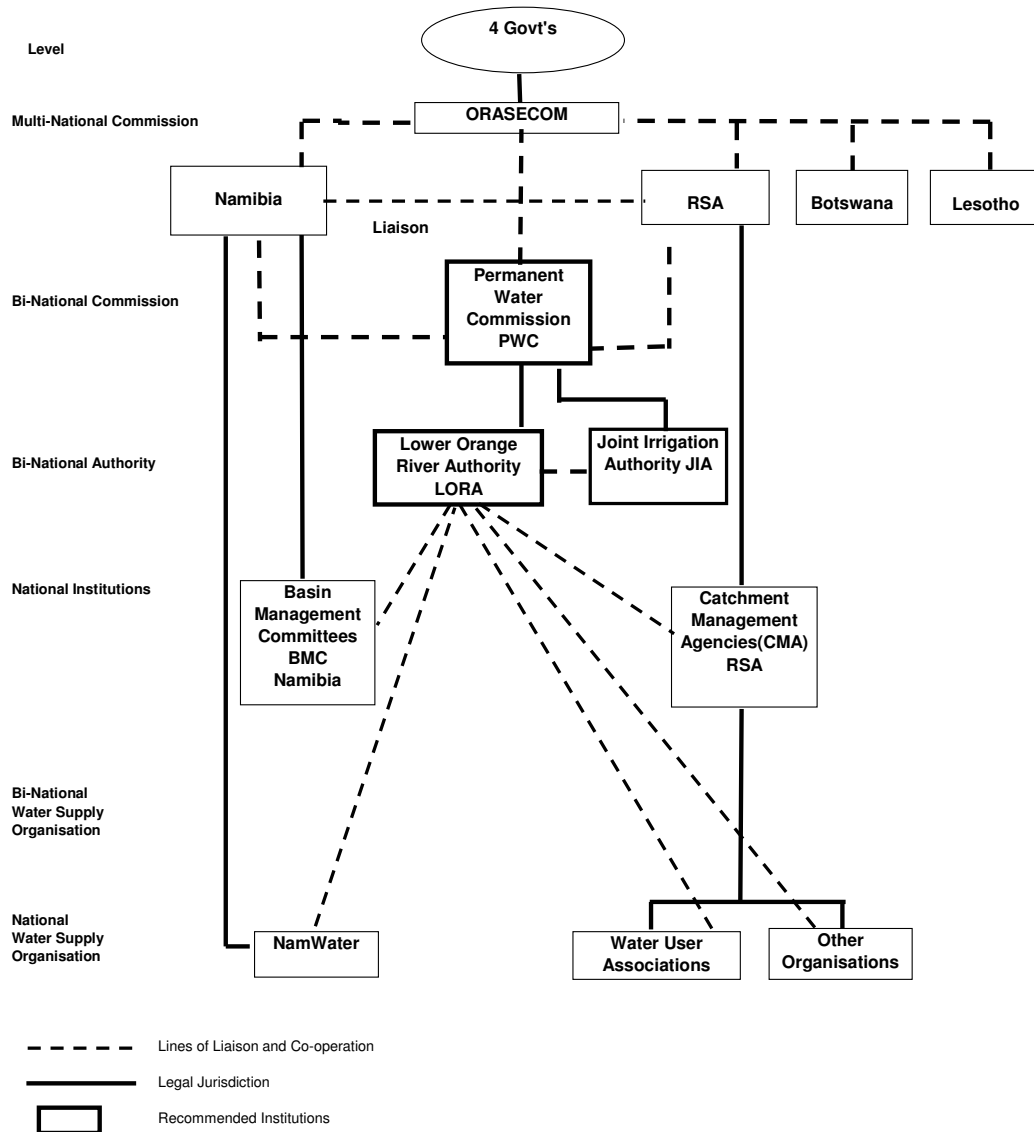 4 Govt's
Level
ORASECOM
Multi-National Commission
Namibia
RSA
Botswana
Lesotho
Liaison
Permanent
Water
Commission
PWC
Bi-National Commission
Lower Orange
River Authority
LORA
Joint Irrigation
Authority JIA
Bi-National Authority
National Institutions
Basin
Management
Committees
BMC
Namibia
Catchment
Management
Agencies(CMA)
RSA
Bi-National
Water Supply
Organisation
National
Water Supply
Organisation
NamWater
Water User
Associations
Other
Organisations
Lines of Liaison and Co-operation
Legal Jurisdiction
Recommended Institutions